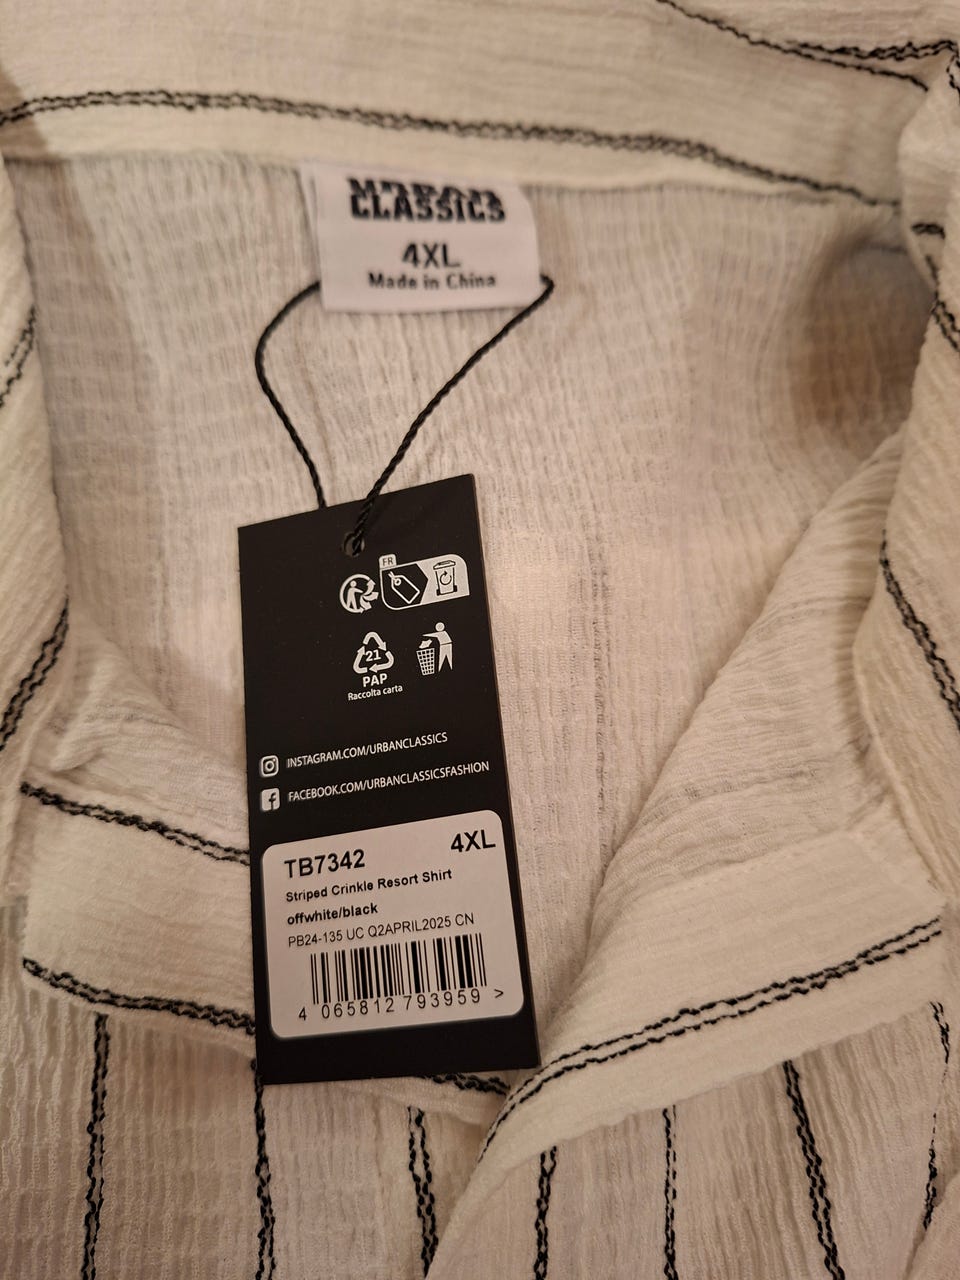 URBAN
CLASSICS
4XL
Made in China
FR
21
PAP
Raccolta carta
INSTAGRAM.COM/URBANCLASSICS
FACEBOOK.COM/URBANCLASSICSFASHION
TB7342 4XL
Striped Crinkle Resort Shirt
offwhite/black
PB24-135 UC Q2APRIL2025 CN
4 065812 793959 >